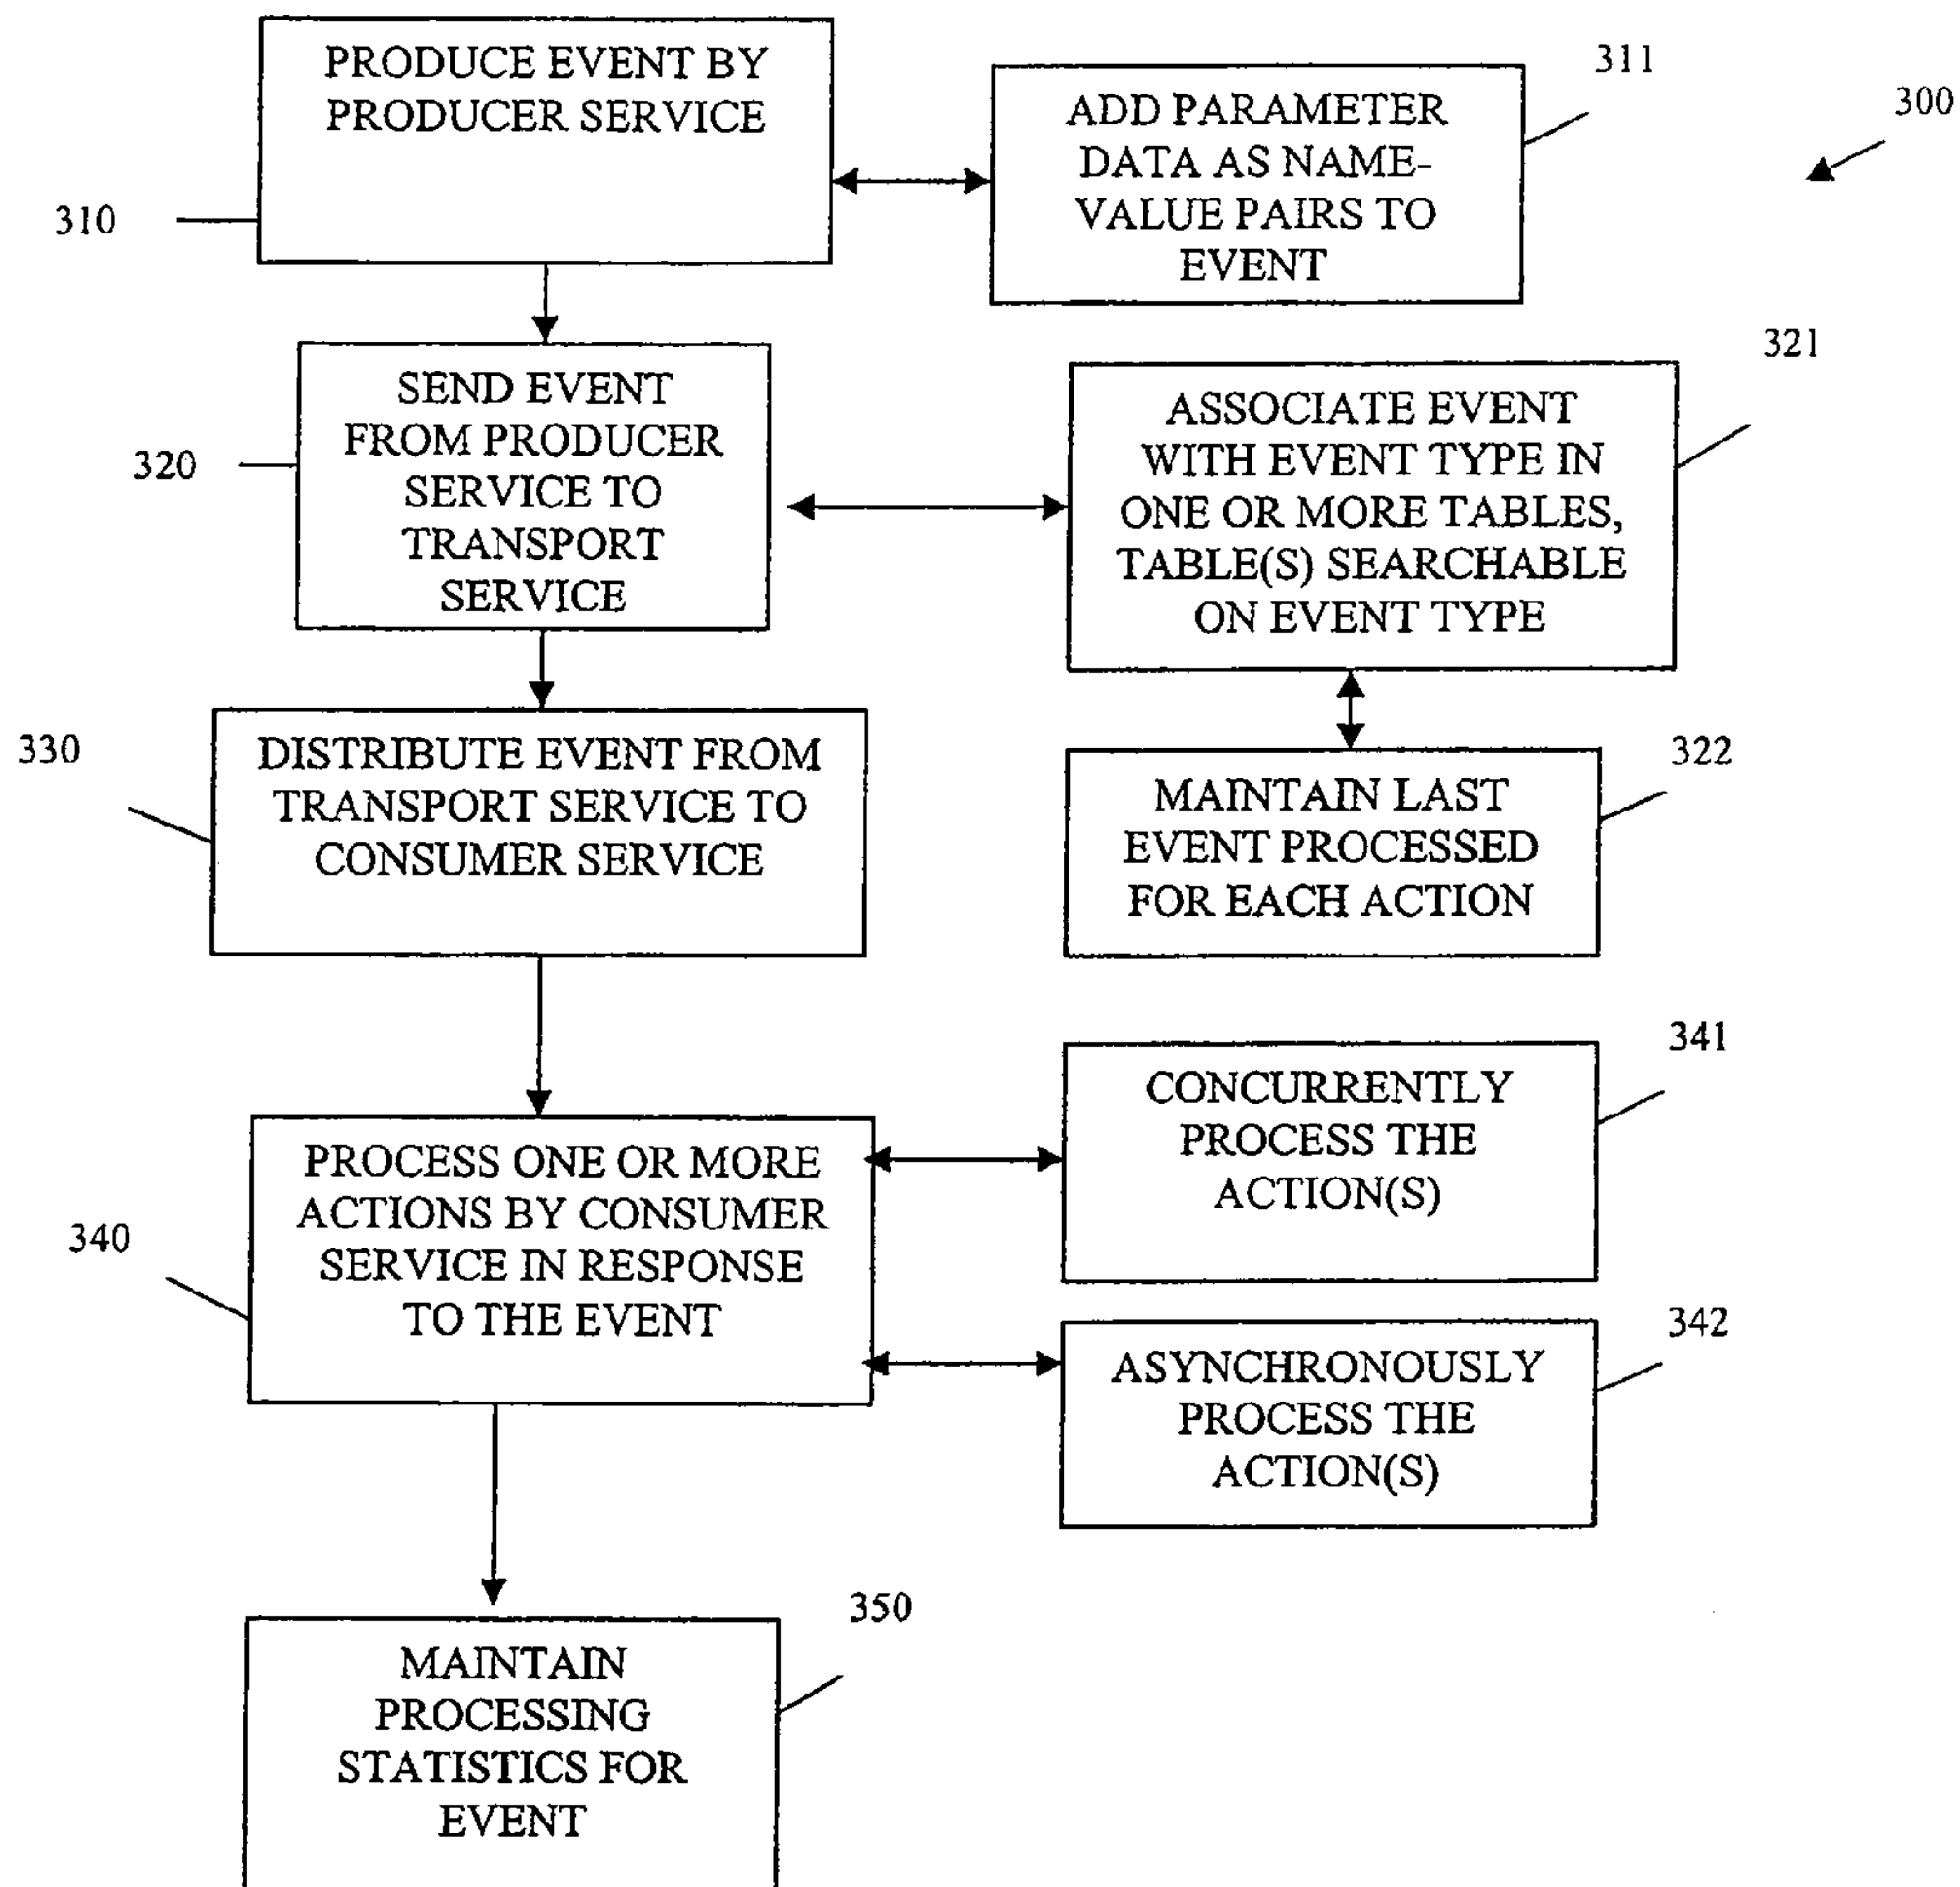 PRODUCE EVENT BY
PRODUCER SERVICE
310
ADD PARAMETER
DATA AS NAME-
VALUE PAIRS TO
EVENT
311
300
SEND EVENT
FROM PRODUCER
SERVICE TO
TRANSPORT
SERVICE
320
ASSOCIATE EVENT
WITH EVENT TYPE IN
ONE OR MORE TABLES,
TABLE(S) SEARCHABLE
ON EVENT TYPE
321
DISTRIBUTE EVENT FROM
TRANSPORT SERVICE TO
CONSUMER SERVICE
330
MAINTAIN LAST
EVENT PROCESSED
FOR EACH ACTION
322
PROCESS ONE OR MORE
ACTIONS BY CONSUMER
SERVICE IN RESPONSE
TO THE EVENT
340
CONCURRENTLY
PROCESS THE
ACTION(S)
341
ASYNCHRONOUSLY
PROCESS THE
ACTION(S)
342
MAINTAIN
PROCESSING
STATISTICS FOR
EVENT
350